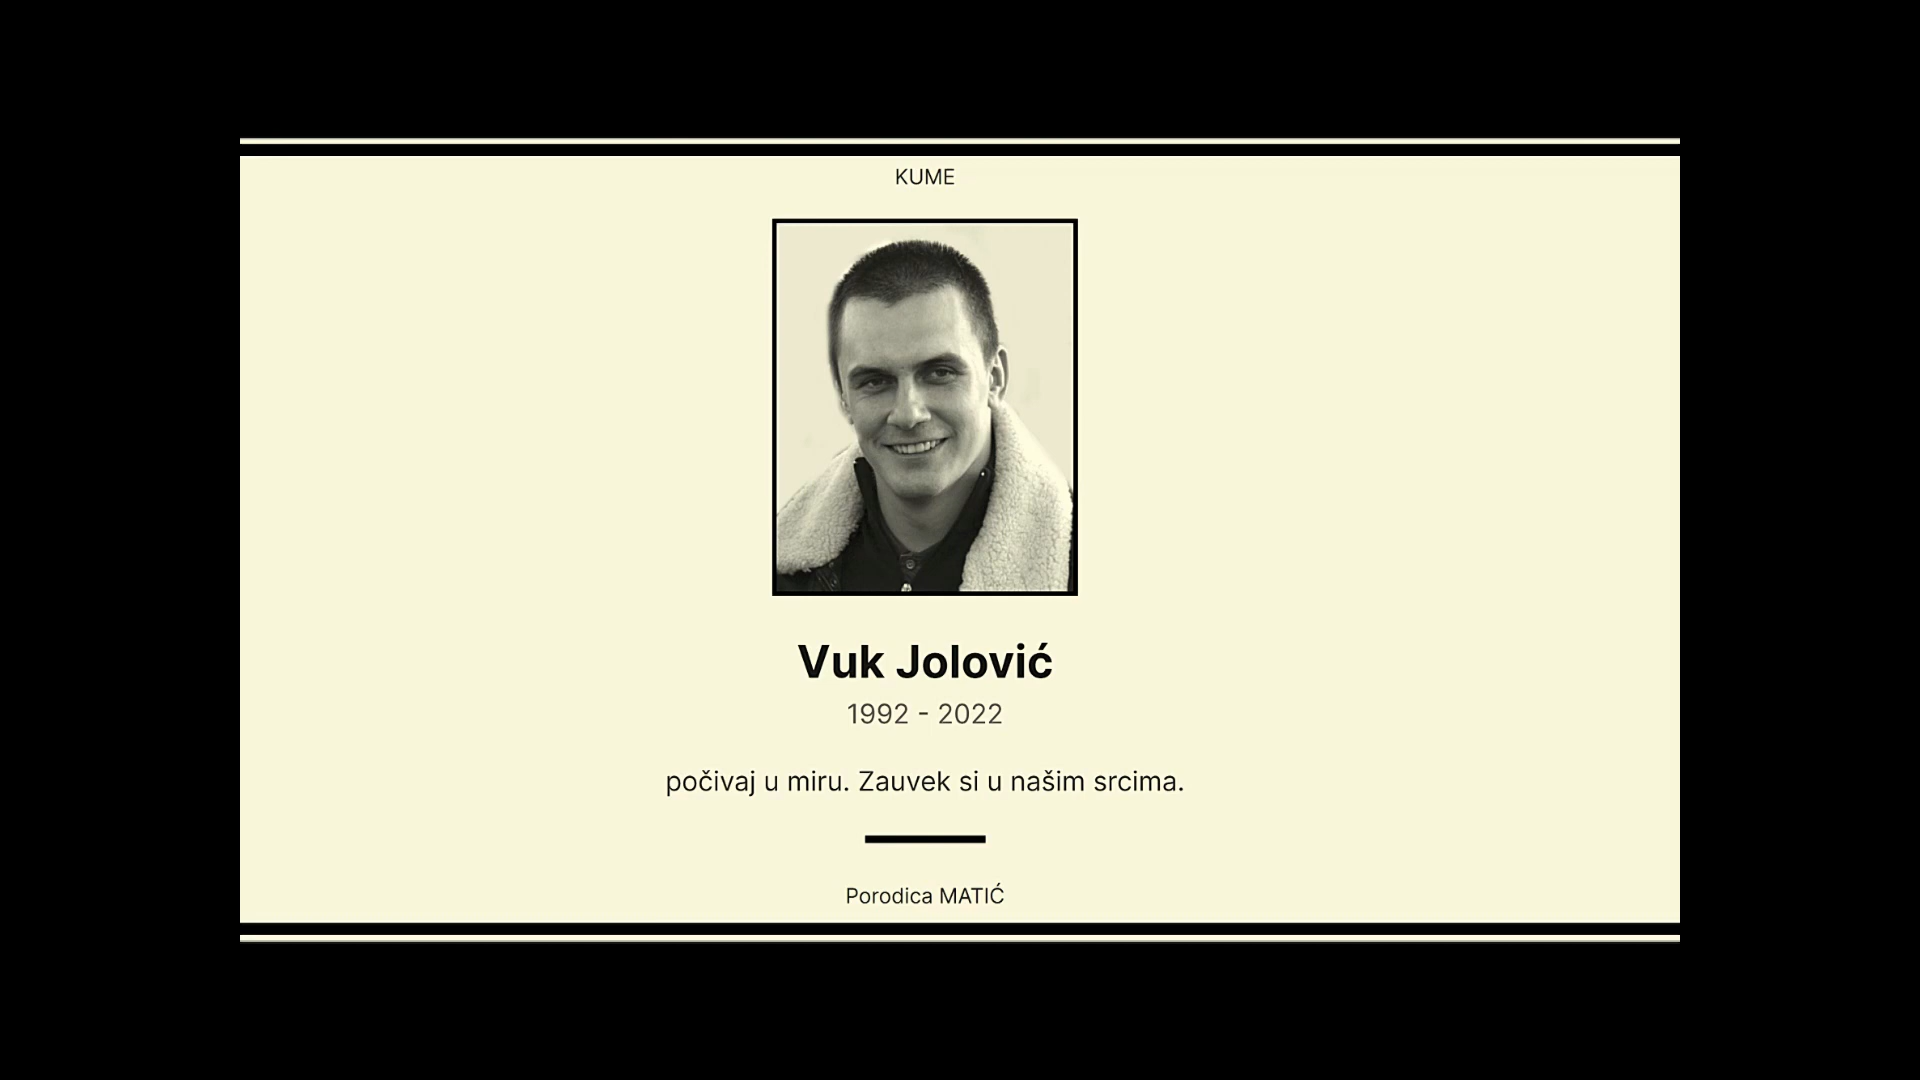 KUME
Vuk Jolović
1992 - 2022
počivaj u miru. Zauvek si u našim srcima.
Porodica MATIĆ